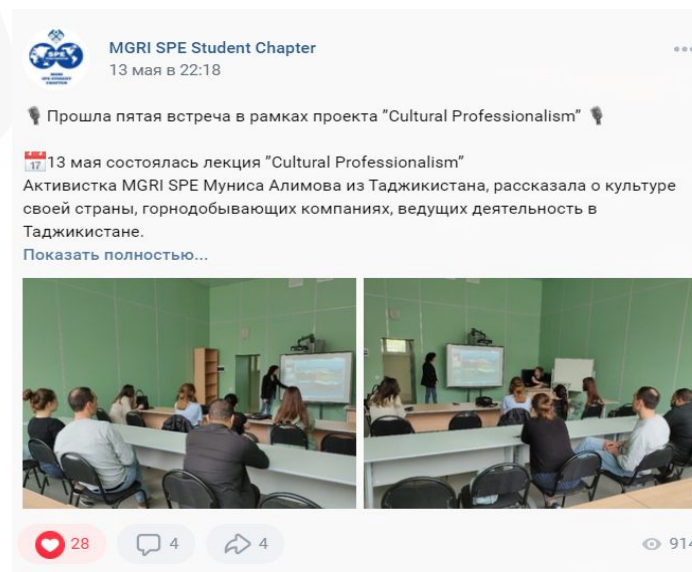 MGRI SPE Student Chapter
13 мая в 22:18
Прошла пятая встреча в рамках проекта "Cultural Professionalism"
13 мая состоялась лекция "Cultural Professionalism"
Активистка MGRI SPE Муниса Алимова из Таджикистана, рассказала о культуре
своей страны, горнодобывающих компаниях, ведущих деятельность в
Таджикистане.
Показать полностью...
28
4
4
914